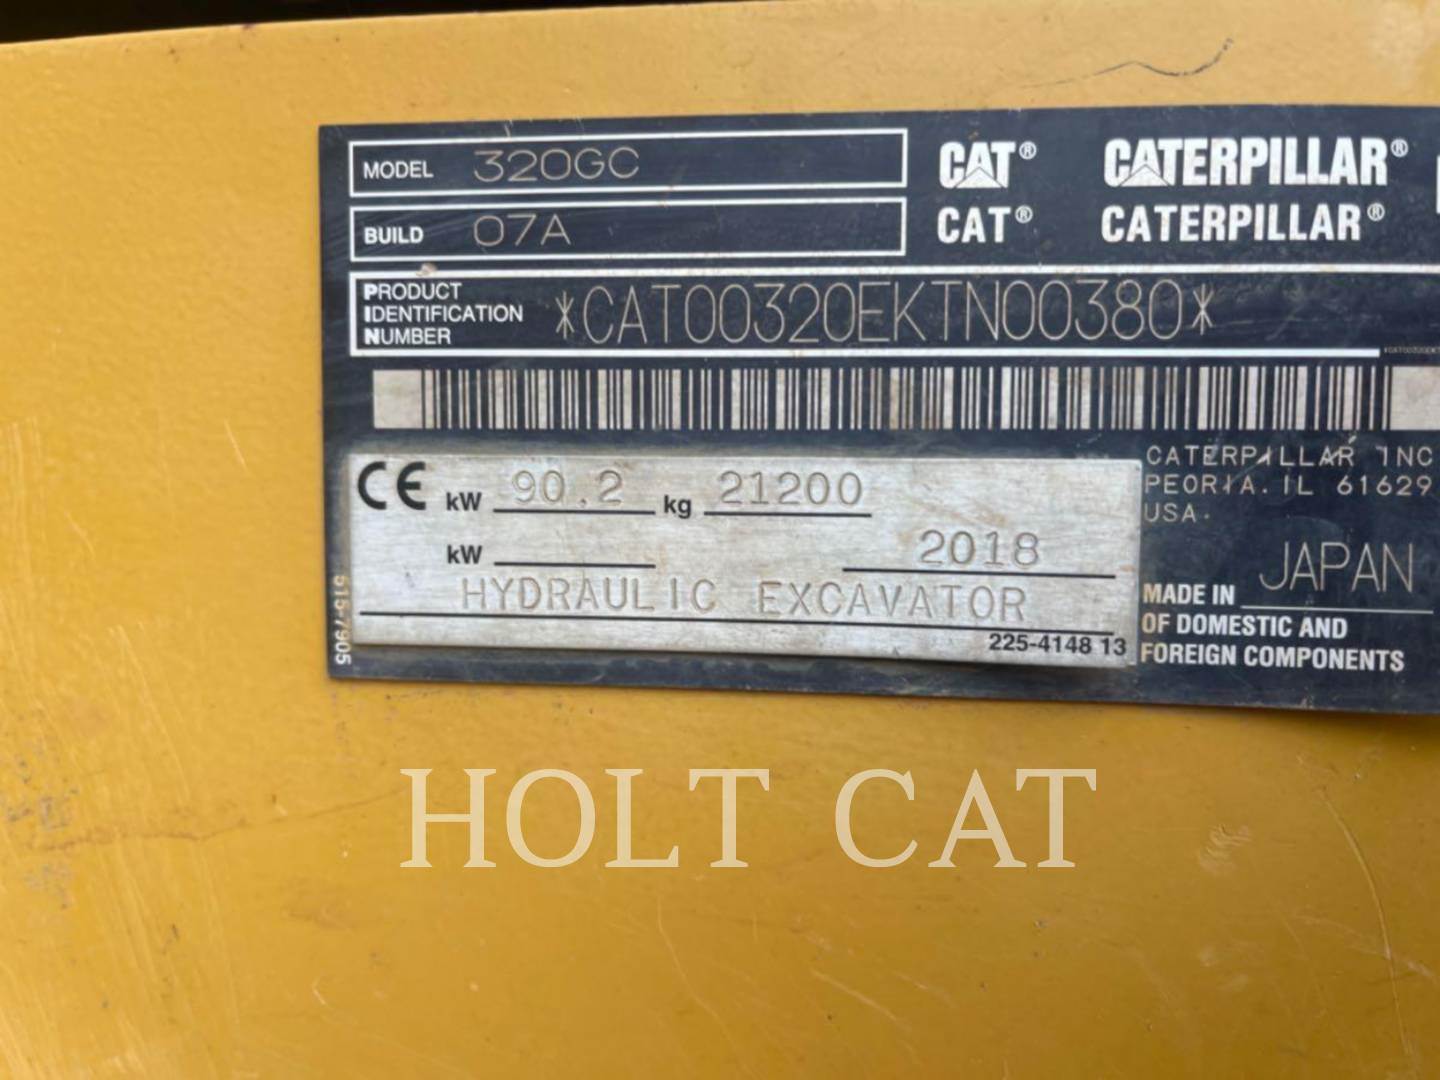 MODEL 320GC
BUILD 07A
CAT® CATERPILLAR®
CAT® CATERPILLAR®
PRODUCT
IDENTIFICATION
NUMBER
*CAT00320EKTN00380*
CE kW 90.2 kg 21200
kW 2018
HYDRAULIC EXCAVATOR
225-4148 13
515-7905
CATERPILLAR INC
PEORIA. IL 61629
USA.
MADE IN JAPAN
OF DOMESTIC AND
FOREIGN COMPONENTS
HOLT CAT